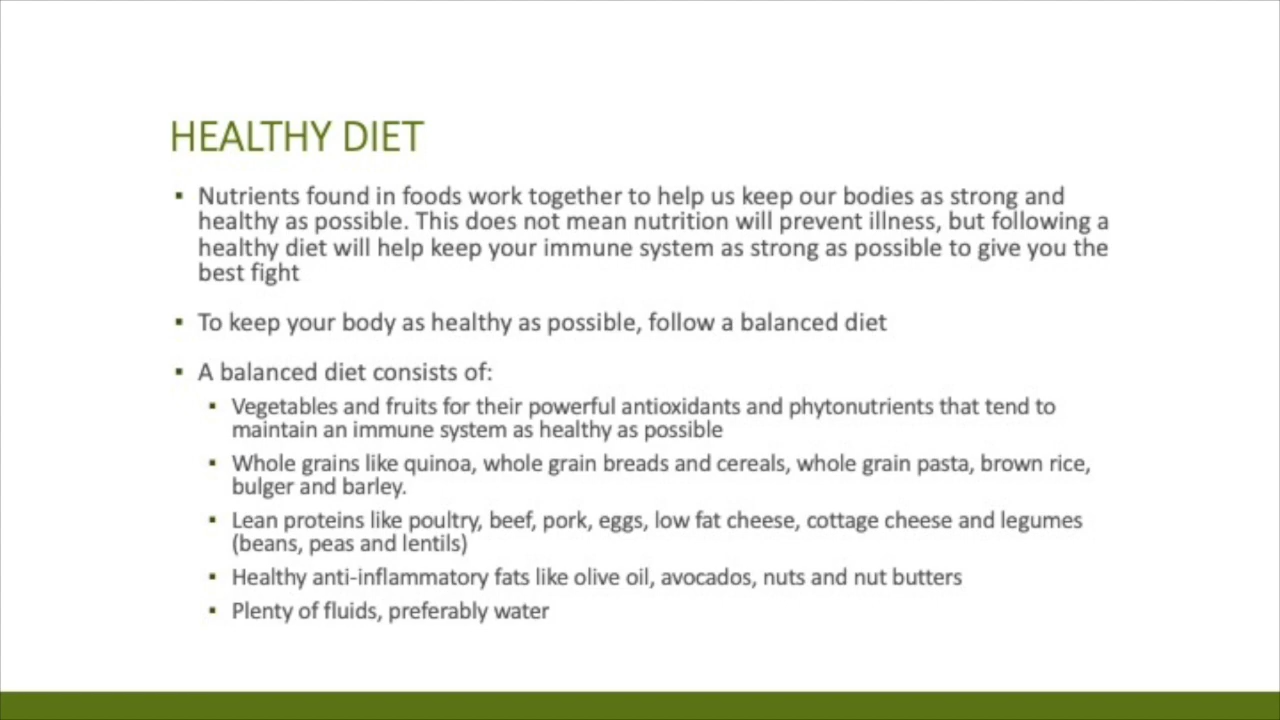 HEALTHY DIET
▪ Nutrients found in foods work together to help us keep our bodies as strong and
healthy as possible. This does not mean nutrition will prevent illness, but following a
healthy diet will help keep your immune system as strong as possible to give you the
best fight
▪ To keep your body as healthy as possible, follow a balanced diet
▪ A balanced diet consists of:
▪ Vegetables and fruits for their powerful antioxidants and phytonutrients that tend to
maintain an immune system as healthy as possible
▪ Whole grains like quinoa, whole grain breads and cereals, whole grain pasta, brown rice,
bulger and barley.
▪ Lean proteins like poultry, beef, pork, eggs, low fat cheese, cottage cheese and legumes
(beans, peas and lentils)
▪ Healthy anti-inflammatory fats like olive oil, avocados, nuts and nut butters
▪ Plenty of fluids, preferably water